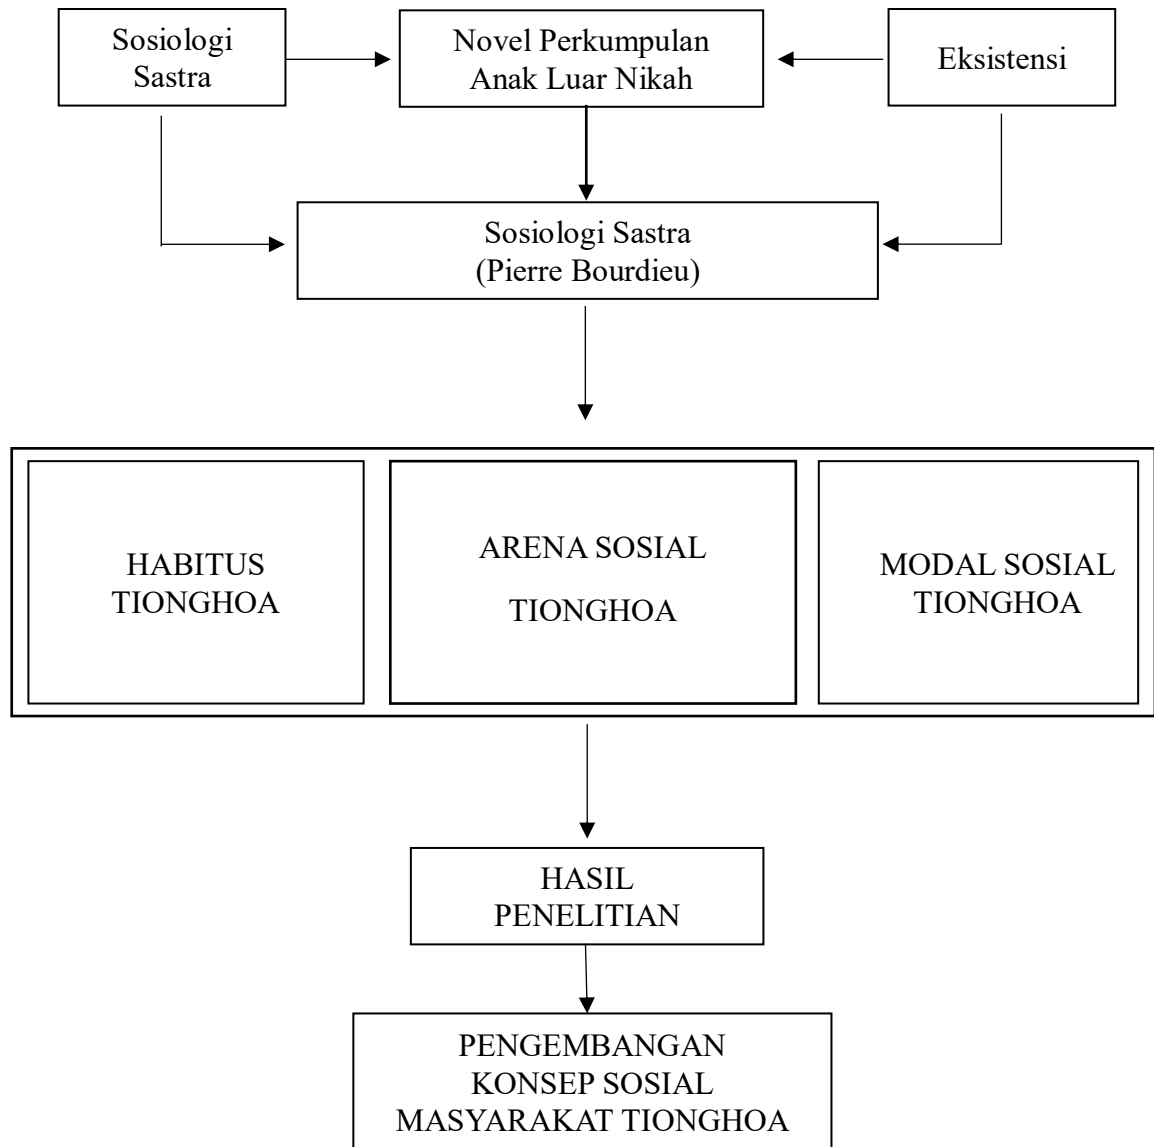 Sosiologi
Sastra
Novel Perkumpulan
Anak Luar Nikah
Eksistensi
Sosiologi Sastra
(Pierre Bourdieu)
HABITUS
TIONGHOA
ARENA SOSIAL
TIONGHOA
MODAL SOSIAL
TIONGHOA
HASIL
PENELITIAN
PENGEMBANGAN
KONSEP SOSIAL
MASYARAKAT TIONGHOA